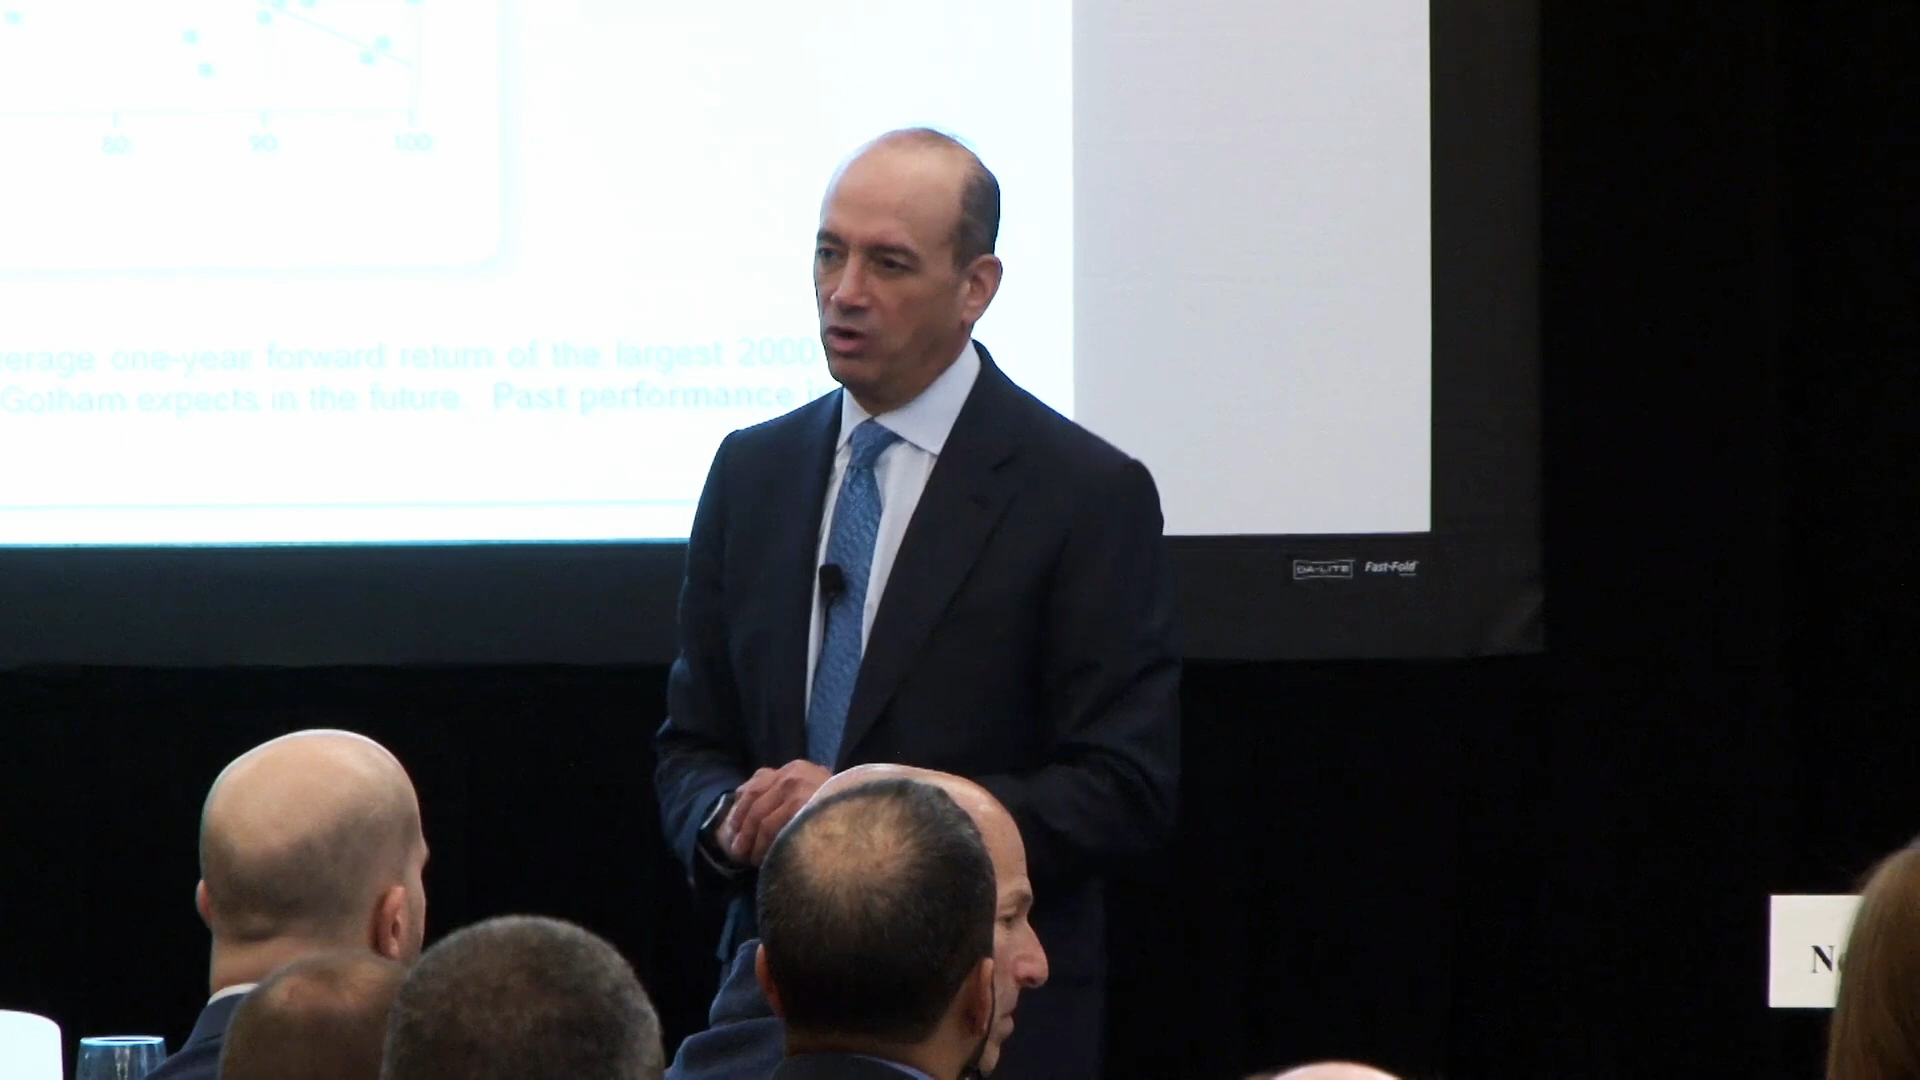 80 90 100
verage one-year forward return of the largest 2000
Gotham expects in the future. Past performance
DA-LITE Fast-Fold